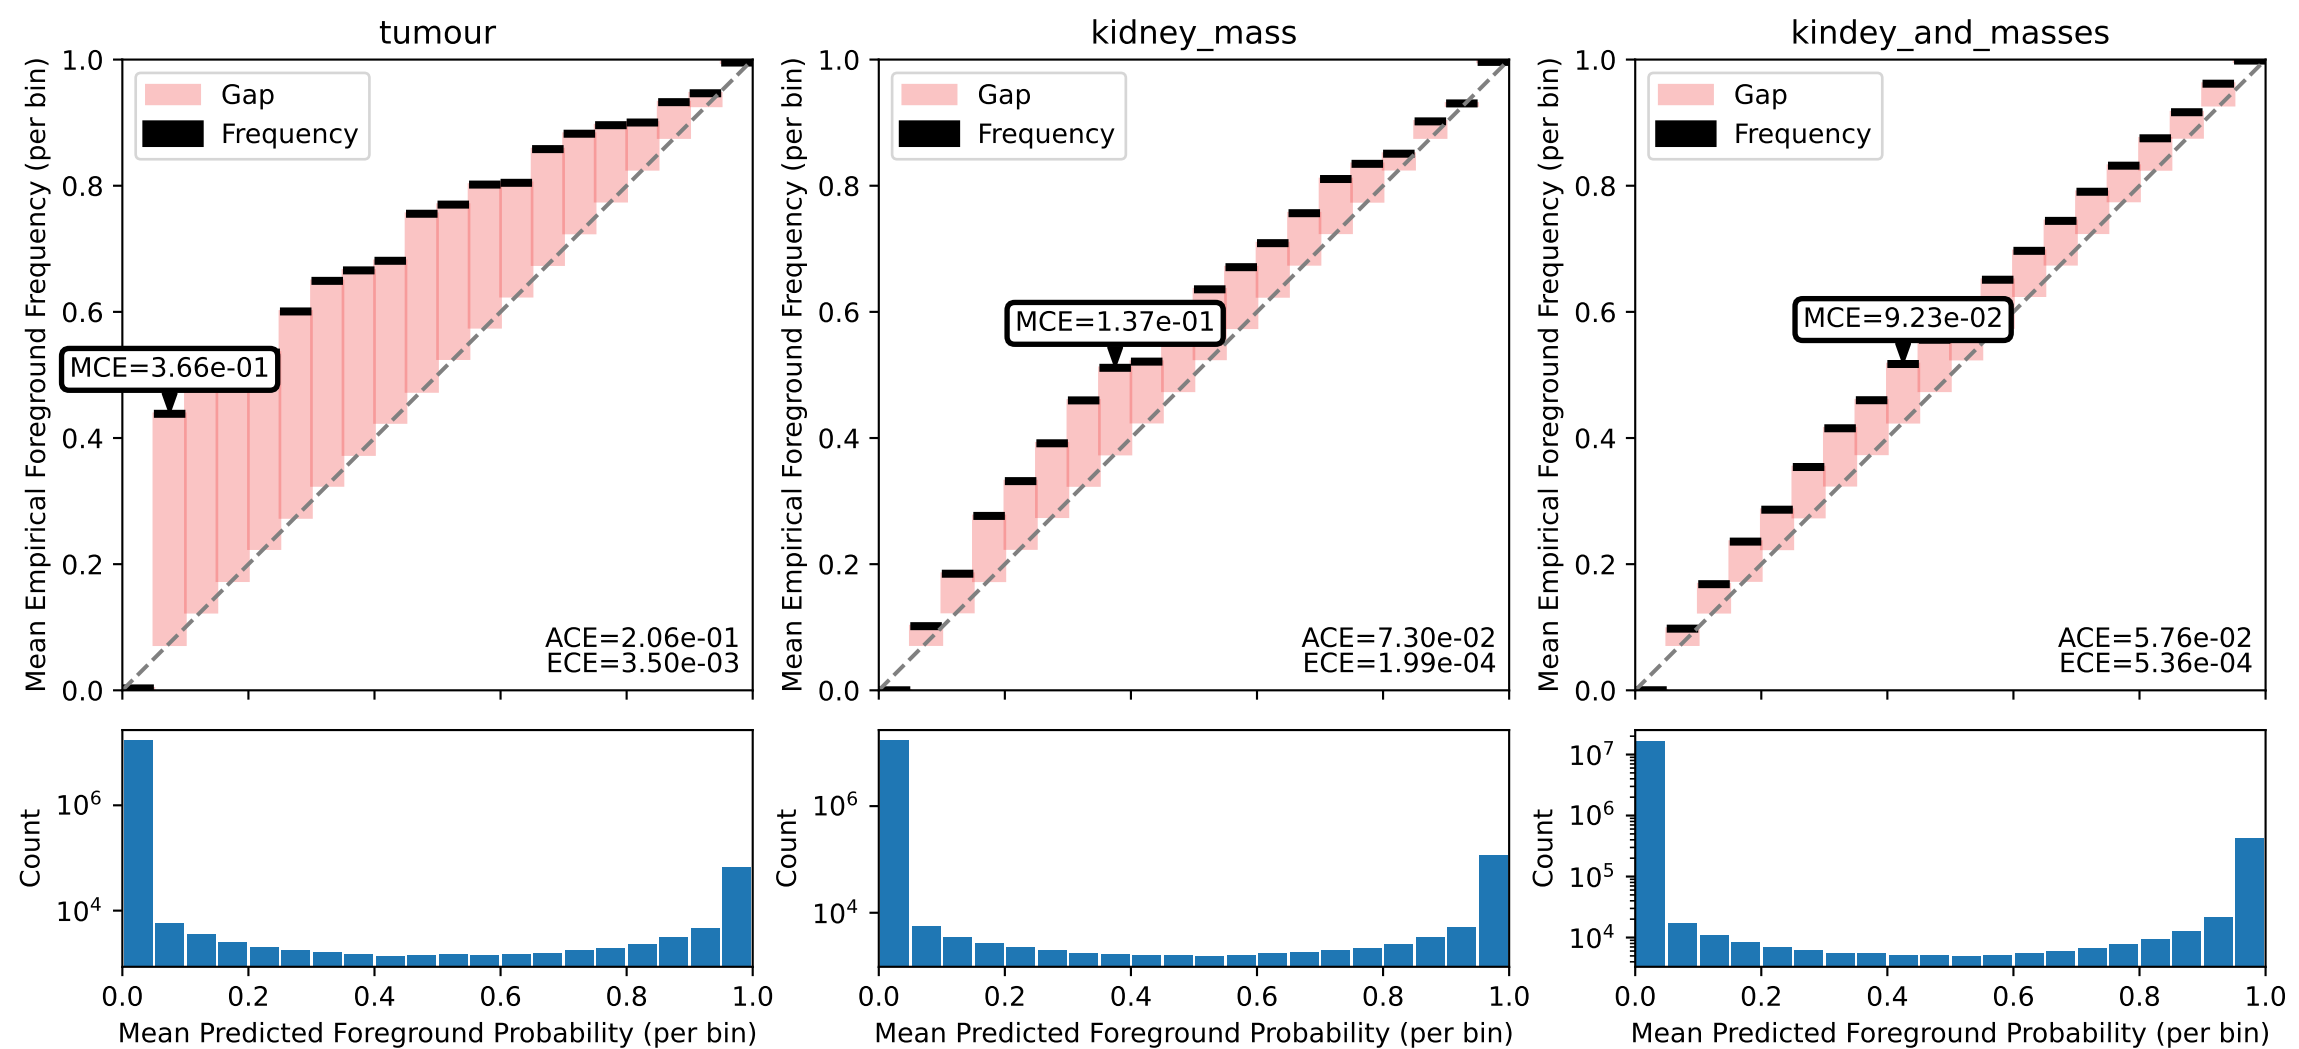 tumour
Mean Empirical Foreground Frequency (per bin)
1.0
0.8
0.6
0.4
0.2
0.0
Gap
Frequency
MCE=3.66e-01
ACE=2.06e-01
ECE=3.50e-03
Count
10⁶
10⁴
0.0 0.2 0.4 0.6 0.8 1.0
Mean Predicted Foreground Probability (per bin)
kidney_mass
Mean Empirical Foreground Frequency (per bin)
1.0
0.8
0.6
0.4
0.2
0.0
Gap
Frequency
MCE=1.37e-01
ACE=7.30e-02
ECE=1.99e-04
Count
10⁶
10⁴
0.0 0.2 0.4 0.6 0.8 1.0
Mean Predicted Foreground Probability (per bin)
kindey_and_masses
Mean Empirical Foreground Frequency (per bin)
1.0
0.8
0.6
0.4
0.2
0.0
Gap
Frequency
MCE=9.23e-02
ACE=5.76e-02
ECE=5.36e-04
Count
10⁷
10⁶
10⁵
10⁴
0.0 0.2 0.4 0.6 0.8 1.0
Mean Predicted Foreground Probability (per bin)